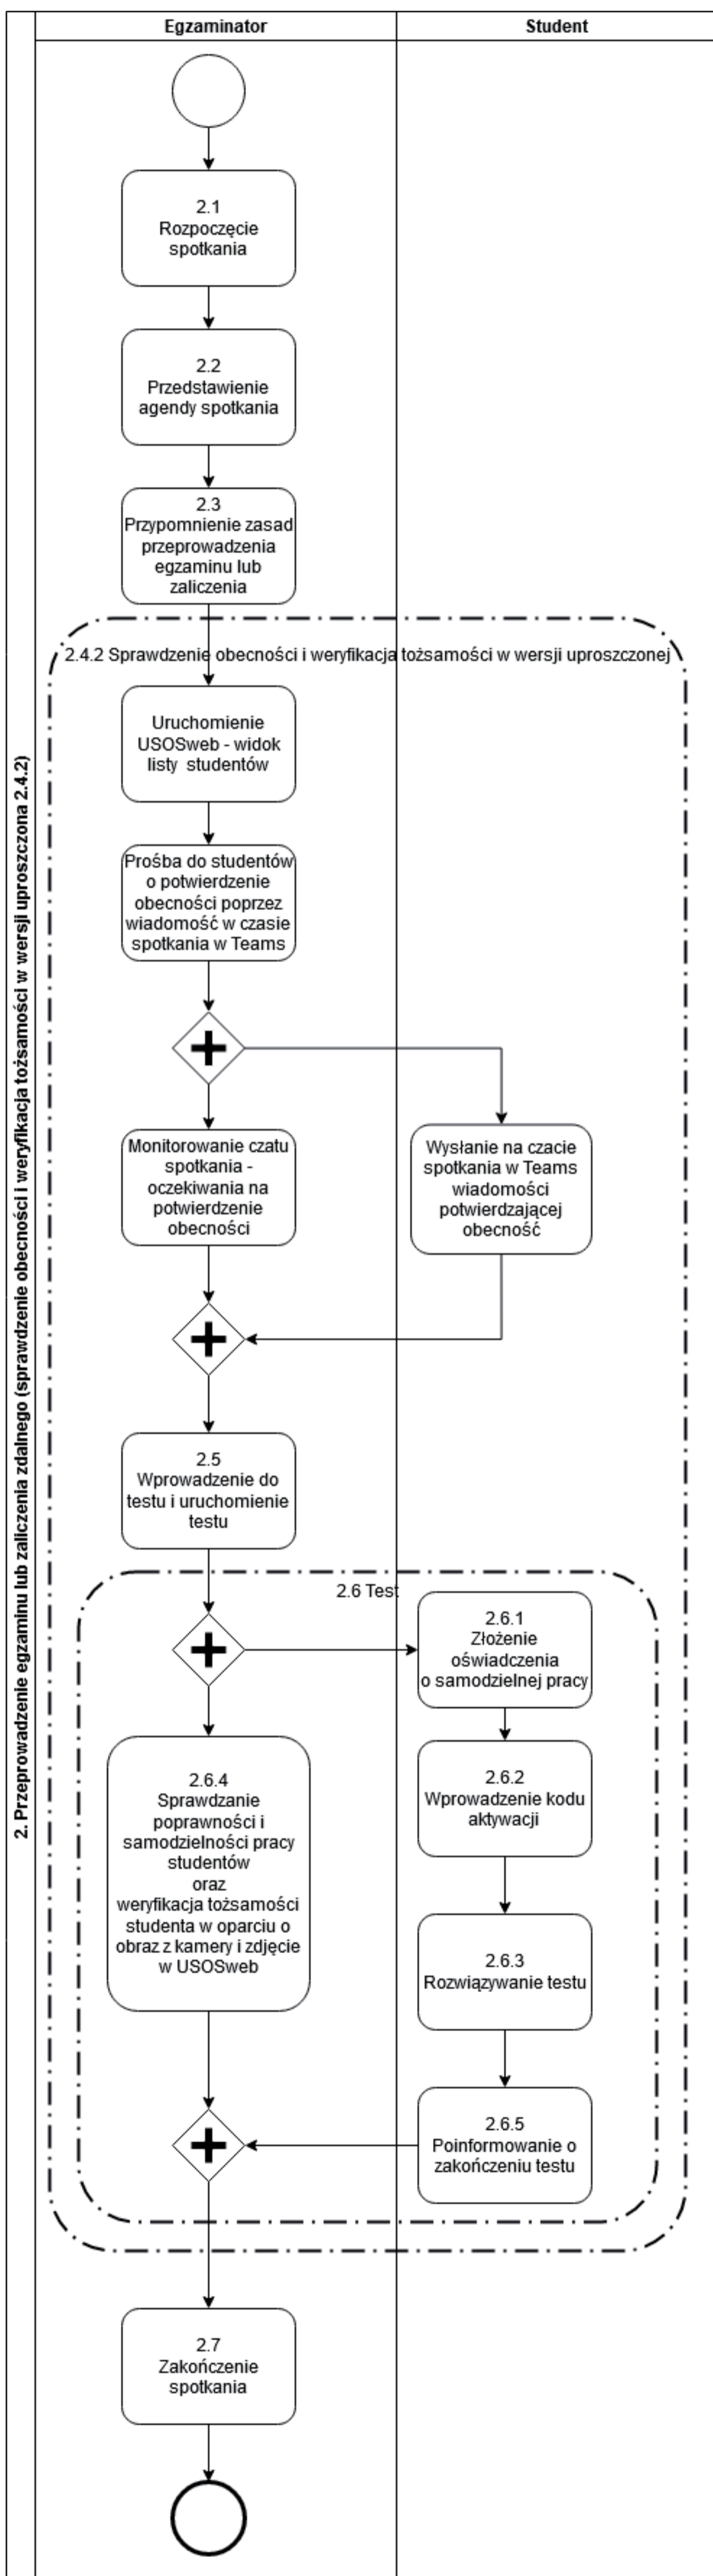 Egzaminator
Student
2. Przeprowadzenie egzaminu lub zaliczenia zdalnego (sprawdzenie obecności i weryfikacja tożsamości w wersji uproszczona 2.4.2)
2.1
Rozpoczęcie
spotkania
2.2
Przedstawienie
agendy spotkania
2.3
Przypomnienie zasad
przeprowadzenia
egzaminu lub
zaliczenia
2.4.2 Sprawdzenie obecności i weryfikacja tożsamości w wersji uproszczonej
Uruchomienie
USOSweb - widok
listy studentów
Prośba do studentów
o potwierdzenie
obecności poprzez
wiadomość w czasie
spotkania w Teams
Monitorowanie czatu
spotkania -
oczekiwania na
potwierdzenie
obecności
Wysłanie na czacie
spotkania w Teams
wiadomości
potwierdzającej
obecność
2.5
Wprowadzenie do
testu i uruchomienie
testu
2.6 Test
2.6.1
Złożenie
oświadczenia
o samodzielnej pracy
2.6.2
Wprowadzenie kodu
aktywacji
2.6.4
Sprawdzanie
poprawności i
samodzielności pracy
studentów
oraz
weryfikacja tożsamości
studenta w oparciu o
obraz z kamery i zdjęcie
w USOSweb
2.6.3
Rozwiązywanie testu
2.6.5
Poinformowanie o
zakończeniu testu
2.7
Zakończenie
spotkania